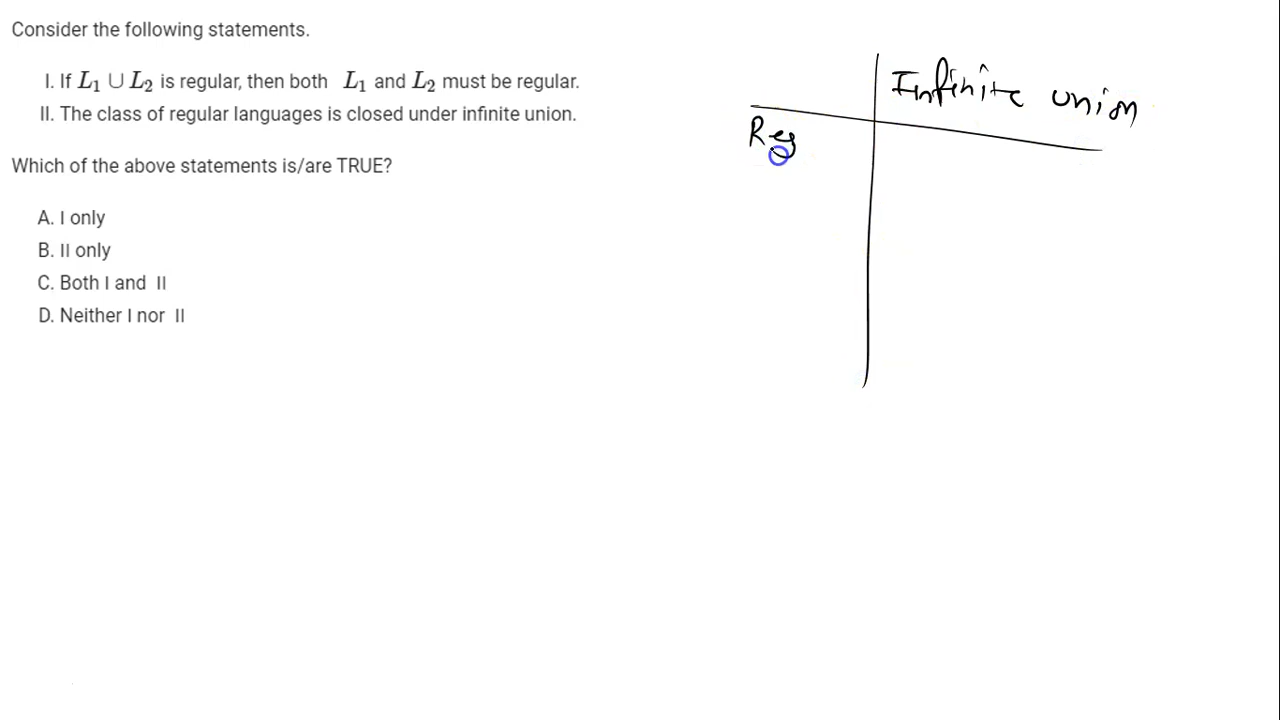 Consider the following statements.
I. If L₁ ∪ L₂ is regular, then both L₁ and L₂ must be regular.
II. The class of regular languages is closed under infinite union.
Which of the above statements is/are TRUE?
A. I only
B. II only
C. Both I and II
D. Neither I nor II
Infinite union
Reg